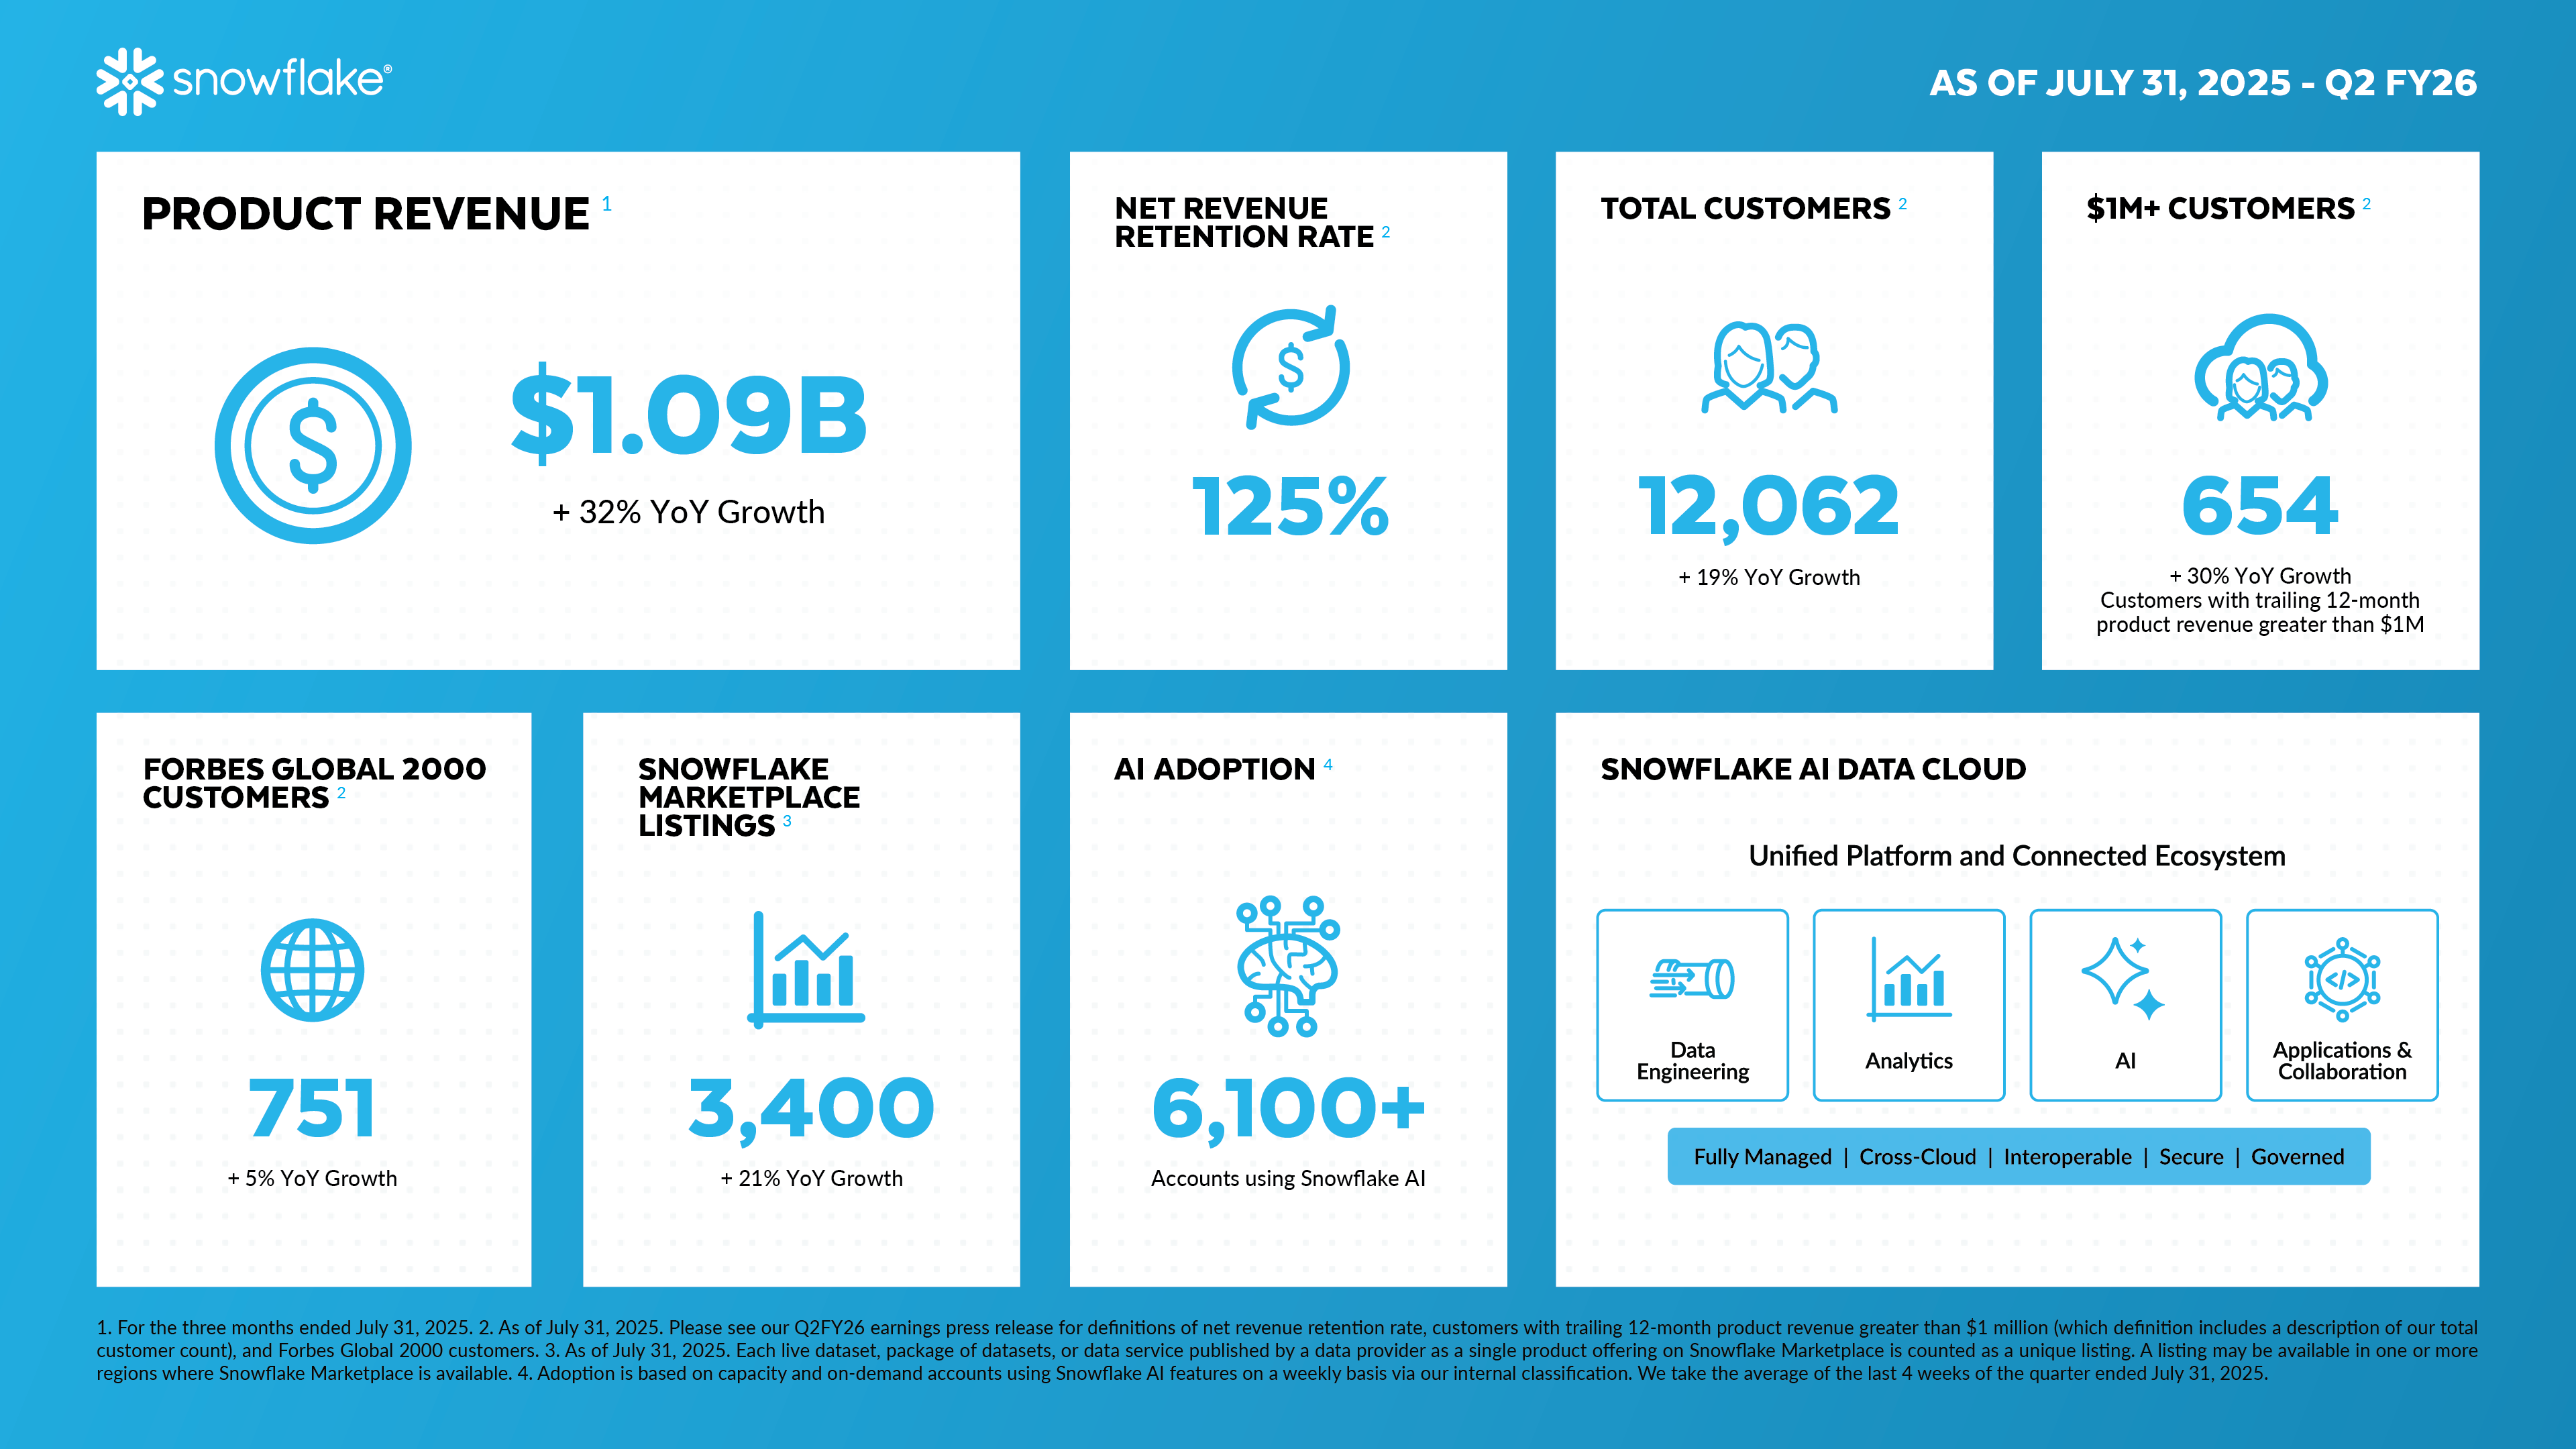 snowflake®
AS OF JULY 31, 2025 - Q2 FY26
PRODUCT REVENUE 1
$
$1.09B
+ 32% YoY Growth
NET REVENUE
RETENTION RATE 2
$
125%
TOTAL CUSTOMERS 2
12,062
+ 19% YoY Growth
$1M+ CUSTOMERS 2
654
+ 30% YoY Growth
Customers with trailing 12-month
product revenue greater than $1M
FORBES GLOBAL 2000
CUSTOMERS 2
751
+ 5% YoY Growth
SNOWFLAKE
MARKETPLACE
LISTINGS 3
3,400
+ 21% YoY Growth
AI ADOPTION 4
6,100+
Accounts using Snowflake AI
SNOWFLAKE AI DATA CLOUD
Unified Platform and Connected Ecosystem
Data
Engineering
Analytics
AI
</>
Applications &
Collaboration
Fully Managed | Cross-Cloud | Interoperable | Secure | Governed
1. For the three months ended July 31, 2025. 2. As of July 31, 2025. Please see our Q2FY26 earnings press release for definitions of net revenue retention rate, customers with trailing 12-month product revenue greater than $1 million (which definition includes a description of our total
customer count), and Forbes Global 2000 customers. 3. As of July 31, 2025. Each live dataset, package of datasets, or data service published by a data provider as a single product offering on Snowflake Marketplace is counted as a unique listing. A listing may be available in one or more
regions where Snowflake Marketplace is available. 4. Adoption is based on capacity and on-demand accounts using Snowflake AI features on a weekly basis via our internal classification. We take the average of the last 4 weeks of the quarter ended July 31, 2025.